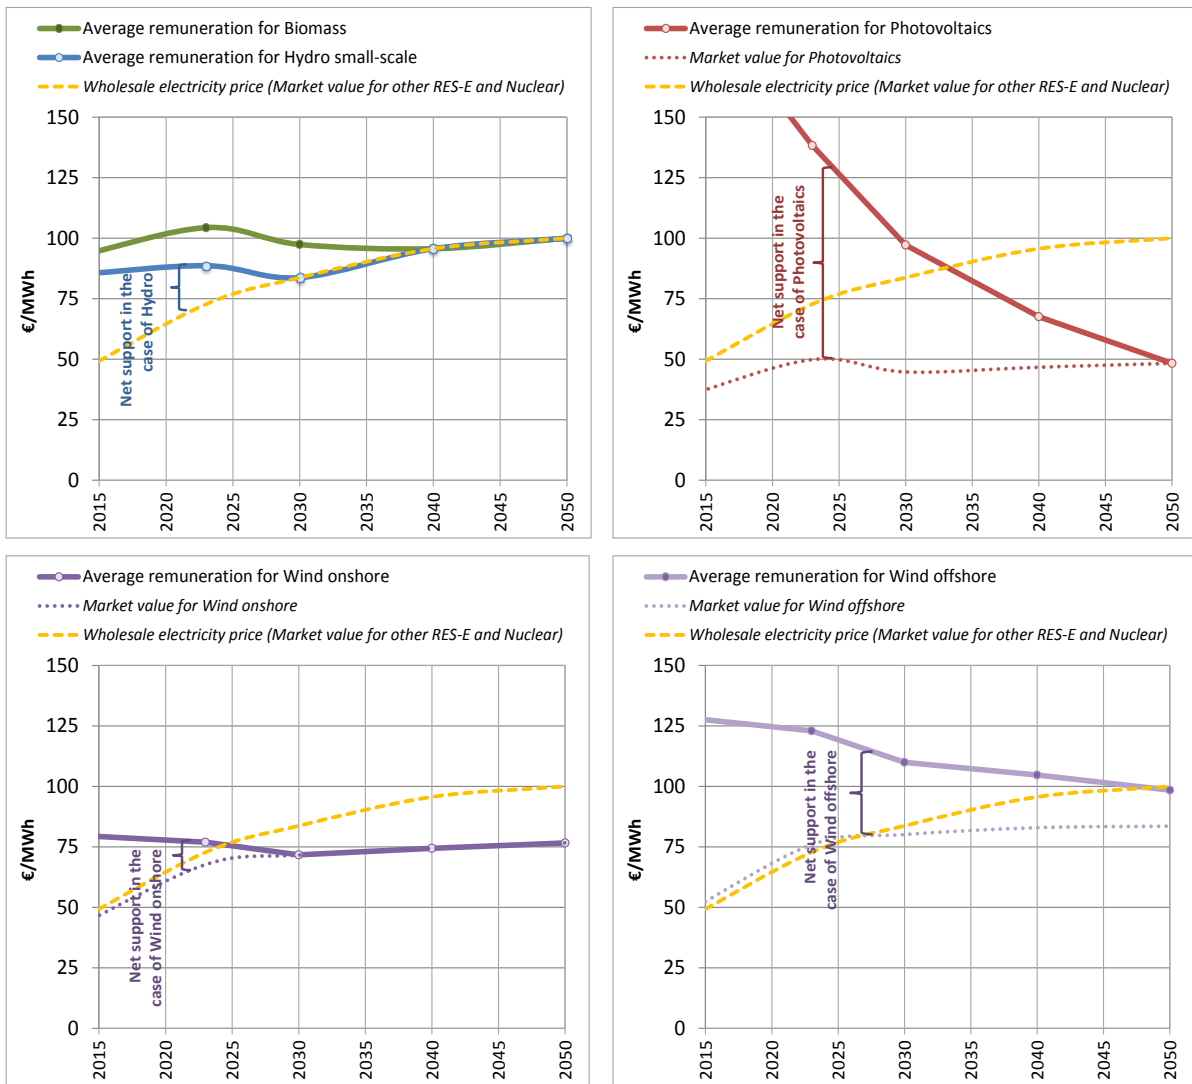 Average remuneration for Biomass
Average remuneration for Hydro small-scale
Wholesale electricity price (Market value for other RES-E and Nuclear)
150
125
100
75
50
25
0
€/MWh
Net support in the
case of Hydro
2015
2020
2025
2030
2035
2040
2045
2050
Average remuneration for Photovoltaics
Market value for Photovoltaics
Wholesale electricity price (Market value for other RES-E and Nuclear)
150
125
100
75
50
25
0
€/MWh
Net support in the
case of Photovoltaics
2015
2020
2025
2030
2035
2040
2045
2050
Average remuneration for Wind onshore
Market value for Wind onshore
Wholesale electricity price (Market value for other RES-E and Nuclear)
150
125
100
75
50
25
0
€/MWh
Net support in the
case of Wind onshore
2015
2020
2025
2030
2035
2040
2045
2050
Average remuneration for Wind offshore
Market value for Wind offshore
Wholesale electricity price (Market value for other RES-E and Nuclear)
150
125
100
75
50
25
0
€/MWh
Net support in the
case of Wind offshore
2015
2020
2025
2030
2035
2040
2045
2050